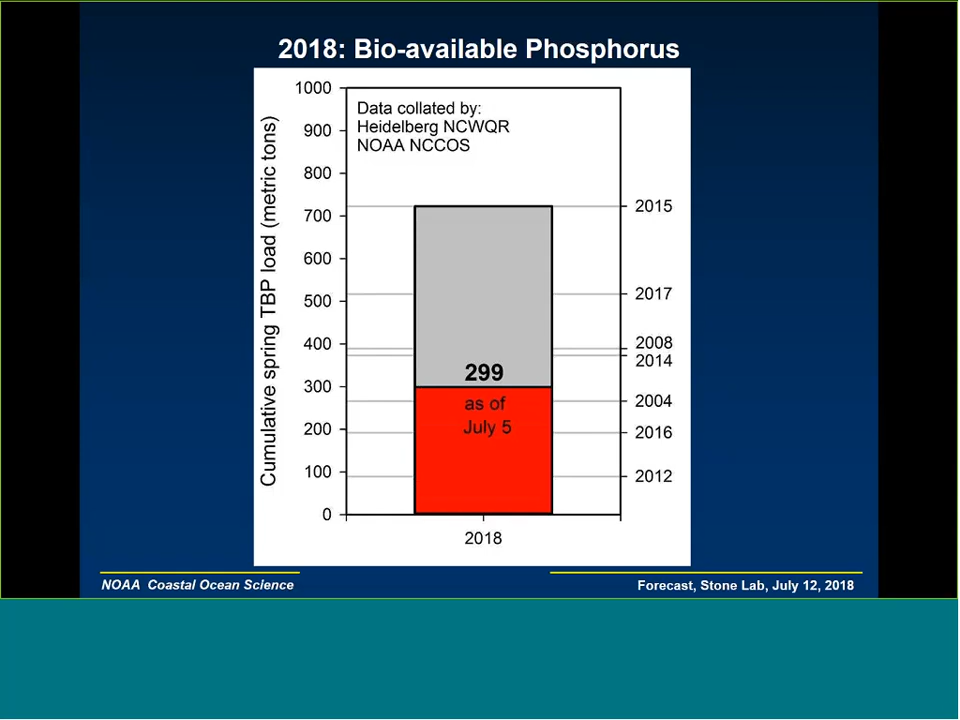 2018: Bio-available Phosphorus
Cumulative spring TBP load (metric tons)
1000
900
800
700
600
500
400
300
200
100
0
Data collated by:
Heidelberg NCWQR
NOAA NCCOS
299
as of
July 5
2015
2017
2008
2014
2004
2016
2012
2018
NOAA Coastal Ocean Science
Forecast, Stone Lab, July 12, 2018